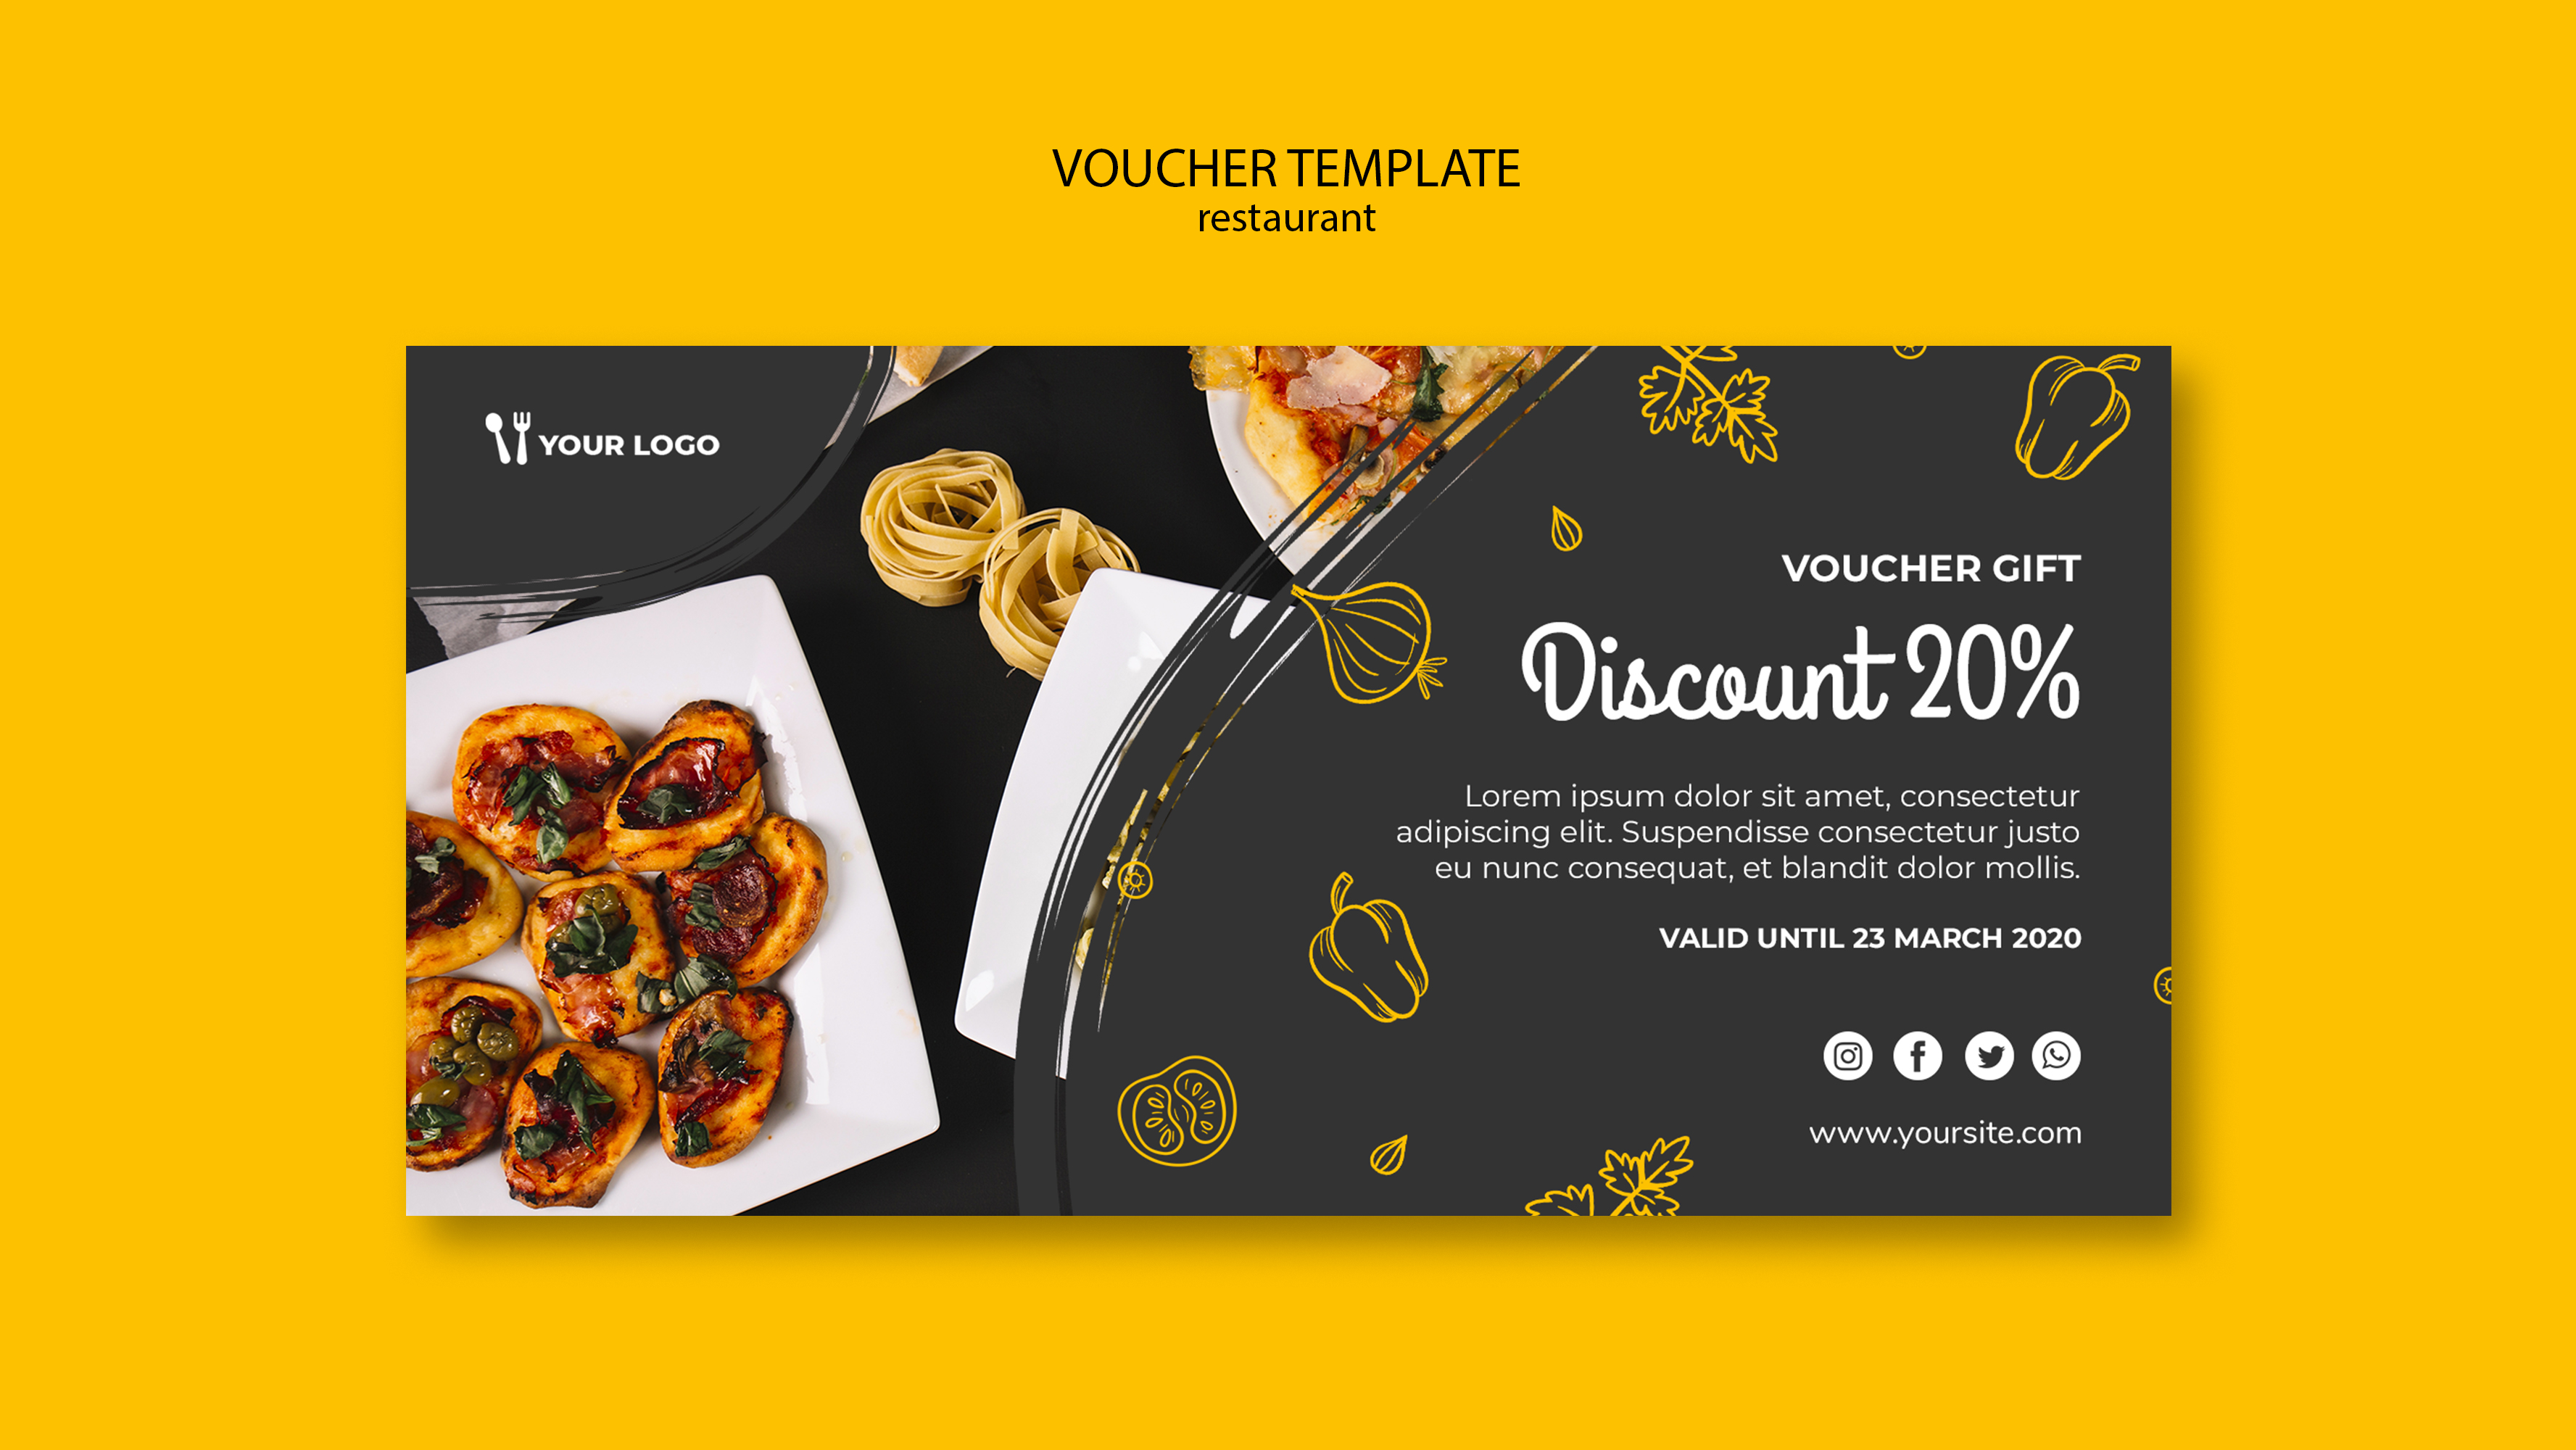 VOUCHER TEMPLATE
restaurant
YOUR LOGO
VOUCHER GIFT
Discount 20%
Lorem ipsum dolor sit amet, consectetur
adipiscing elit. Suspendisse consectetur justo
eu nunc consequat, et blandit dolor mollis.
VALID UNTIL 23 MARCH 2020
www.yoursite.com